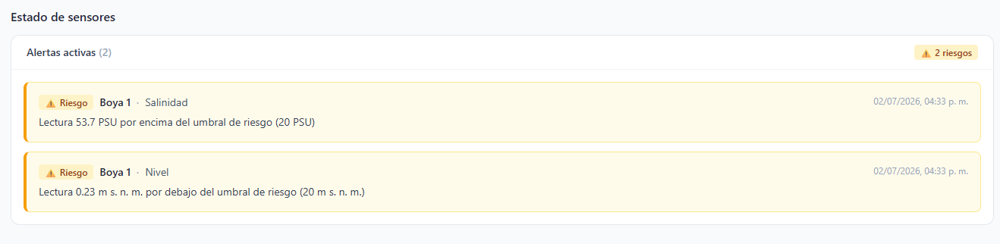 Estado de sensores
Alertas activas (2)
2 riesgos
Riesgo Boya 1 · Salinidad
02/07/2026, 04:33 p. m.
Lectura 53.7 PSU por encima del umbral de riesgo (20 PSU)
Riesgo Boya 1 · Nivel
02/07/2026, 04:33 p. m.
Lectura 0.23 m s. n. m. por debajo del umbral de riesgo (20 m s. n. m.)